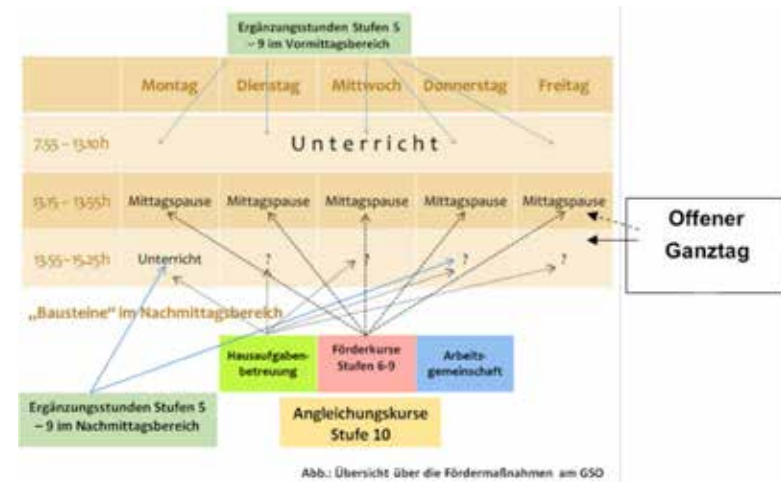 Ergänzungsstunden Stufen 5
– 9 im Vormittagsbereich
Montag Dienstag Mittwoch Donnerstag Freitag
7.55 – 13.10h Unterricht
13.15 – 13.55h Mittagspause Mittagspause Mittagspause Mittagspause Mittagspause
Offener
Ganztag
13.55 – 15.25h Unterricht ? ? ? ?
„Bausteine“ im Nachmittagsbereich
Hausaufgaben-
betreuung
Förderkurse
Stufen 6-9
Arbeits-
gemeinschaft
Ergänzungsstunden Stufen 5
– 9 im Nachmittagsbereich
Angleichungskurse
Stufe 10
Abb.: Übersicht über die Fördermaßnahmen am GSO